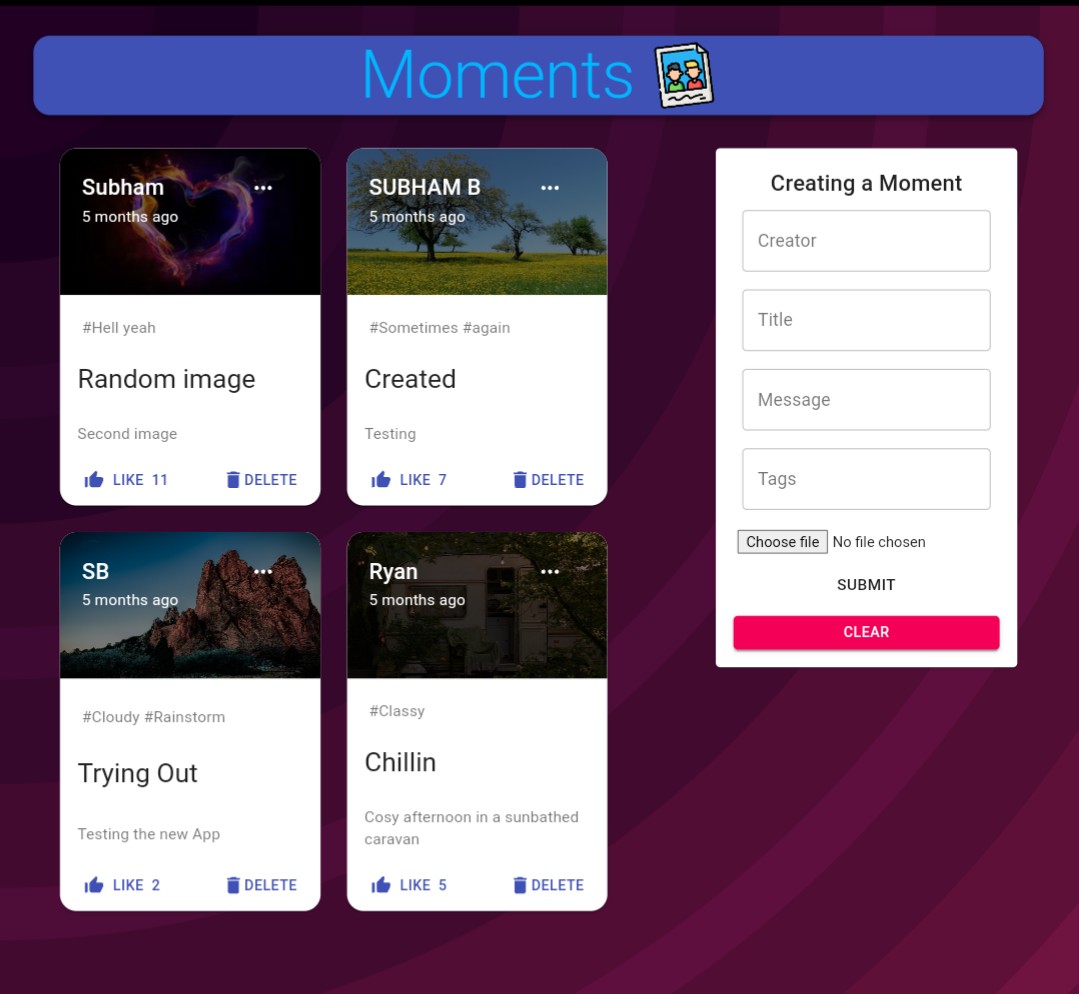 Moments
Subham
5 months ago
#Hell yeah
Random image
Second image
LIKE 11
DELETE
SUBHAM B
5 months ago
#Sometimes #again
Created
Testing
LIKE 7
DELETE
SB
5 months ago
#Cloudy #Rainstorm
Trying Out
Testing the new App
LIKE 2
DELETE
Ryan
5 months ago
#Classy
Chillin
Cosy afternoon in a sunbathed
caravan
LIKE 5
DELETE
Creating a Moment
Creator
Title
Message
Tags
Choose file No file chosen
SUBMIT
CLEAR